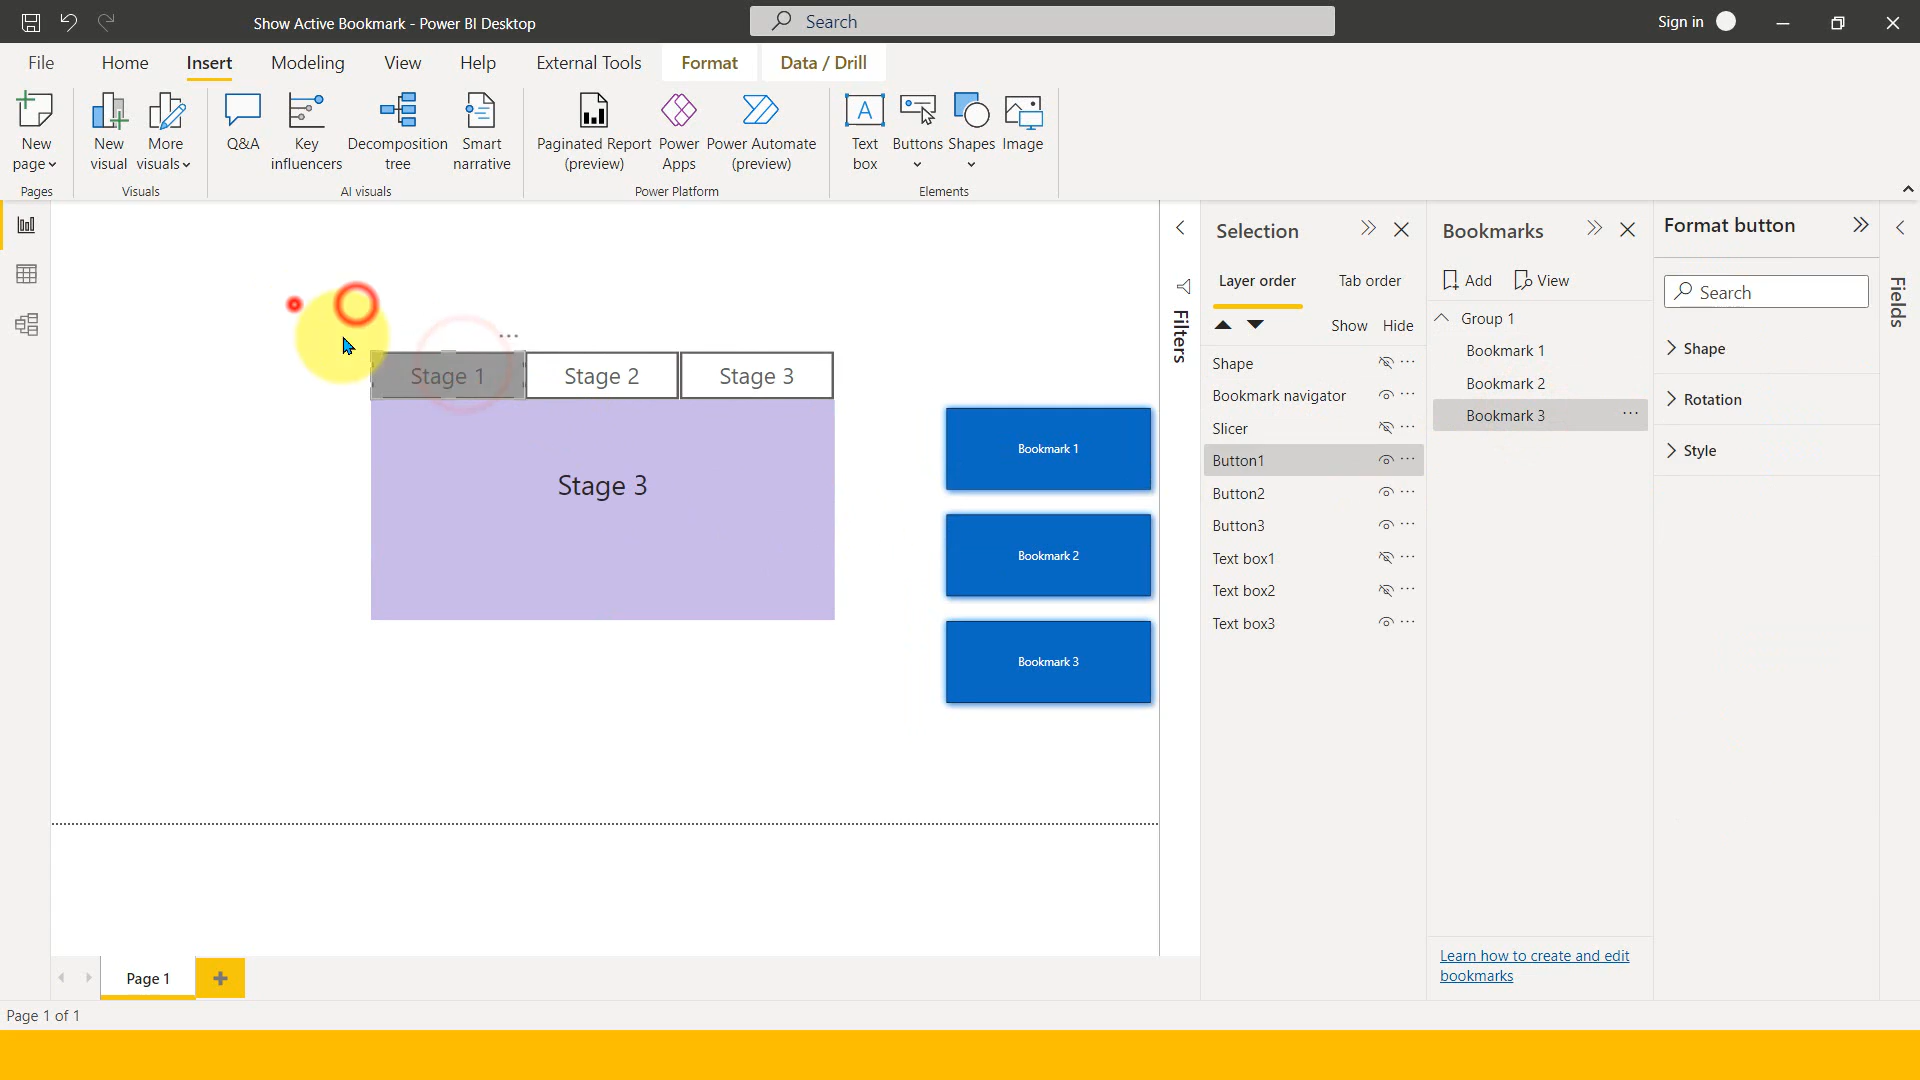 Show Active Bookmark - Power BI Desktop
Search
Sign in
File
Home
Insert
Modeling
View
Help
External Tools
Format
Data / Drill
New page
New visual
More visuals
Q&A
Key influencers
Decomposition tree
Smart narrative
Paginated Report (preview)
Power Apps
Power Automate (preview)
Text box
Buttons
Shapes
Image
Pages
Visuals
AI visuals
Power Platform
Elements
Stage 1
Stage 2
Stage 3
Stage 3
Bookmark 1
Bookmark 2
Bookmark 3
Filters
Selection
Layer order
Tab order
Show
Hide
Shape
Bookmark navigator
Slicer
Button1
Button2
Button3
Text box1
Text box2
Text box3
Bookmarks
Add
View
Group 1
Bookmark 1
Bookmark 2
Bookmark 3
Learn how to create and edit
bookmarks
Format button
Search
Shape
Rotation
Style
Fields
Page 1
Page 1 of 1